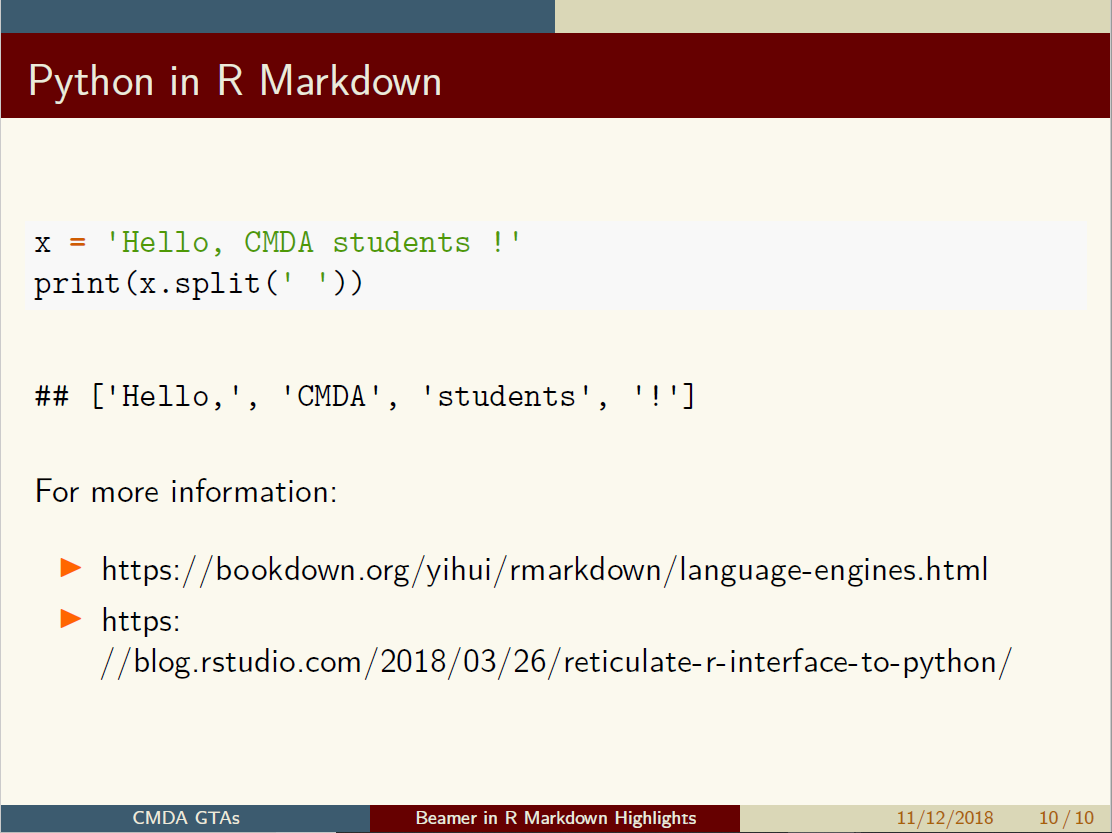 Python in R Markdown
x = 'Hello, CMDA students !'
print(x.split(' '))
## ['Hello,', 'CMDA', 'students', '!']
For more information:
▶ https://bookdown.org/yihui/rmarkdown/language-engines.html
▶ https:
//blog.rstudio.com/2018/03/26/reticulate-r-interface-to-python/
CMDA GTAs Beamer in R Markdown Highlights 11/12/2018 10 / 10